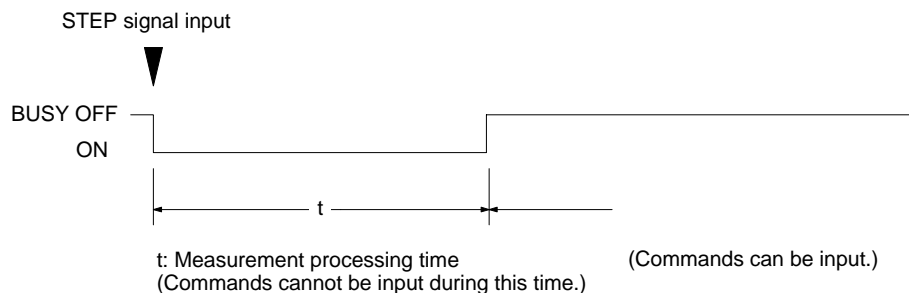 STEP signal input
BUSY OFF
ON
t
t: Measurement processing time
(Commands cannot be input during this time.)
(Commands can be input.)